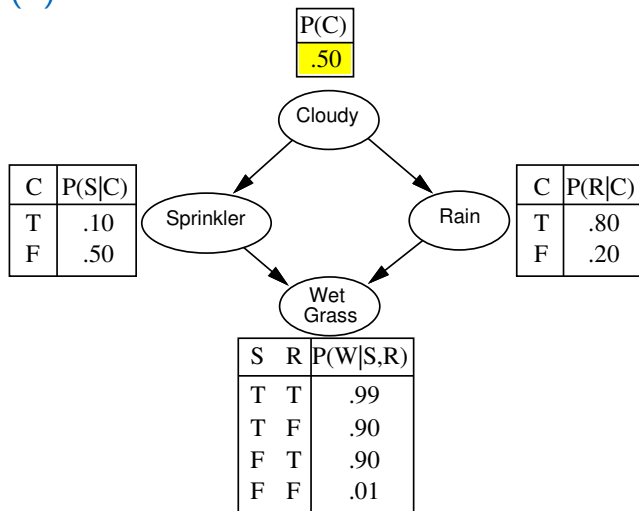 P(C)
.50
Cloudy
C P(S|C)
T .10
F .50
Sprinkler
Rain
C P(R|C)
T .80
F .20
Wet
Grass
S R P(W|S,R)
T T .99
T F .90
F T .90
F F .01